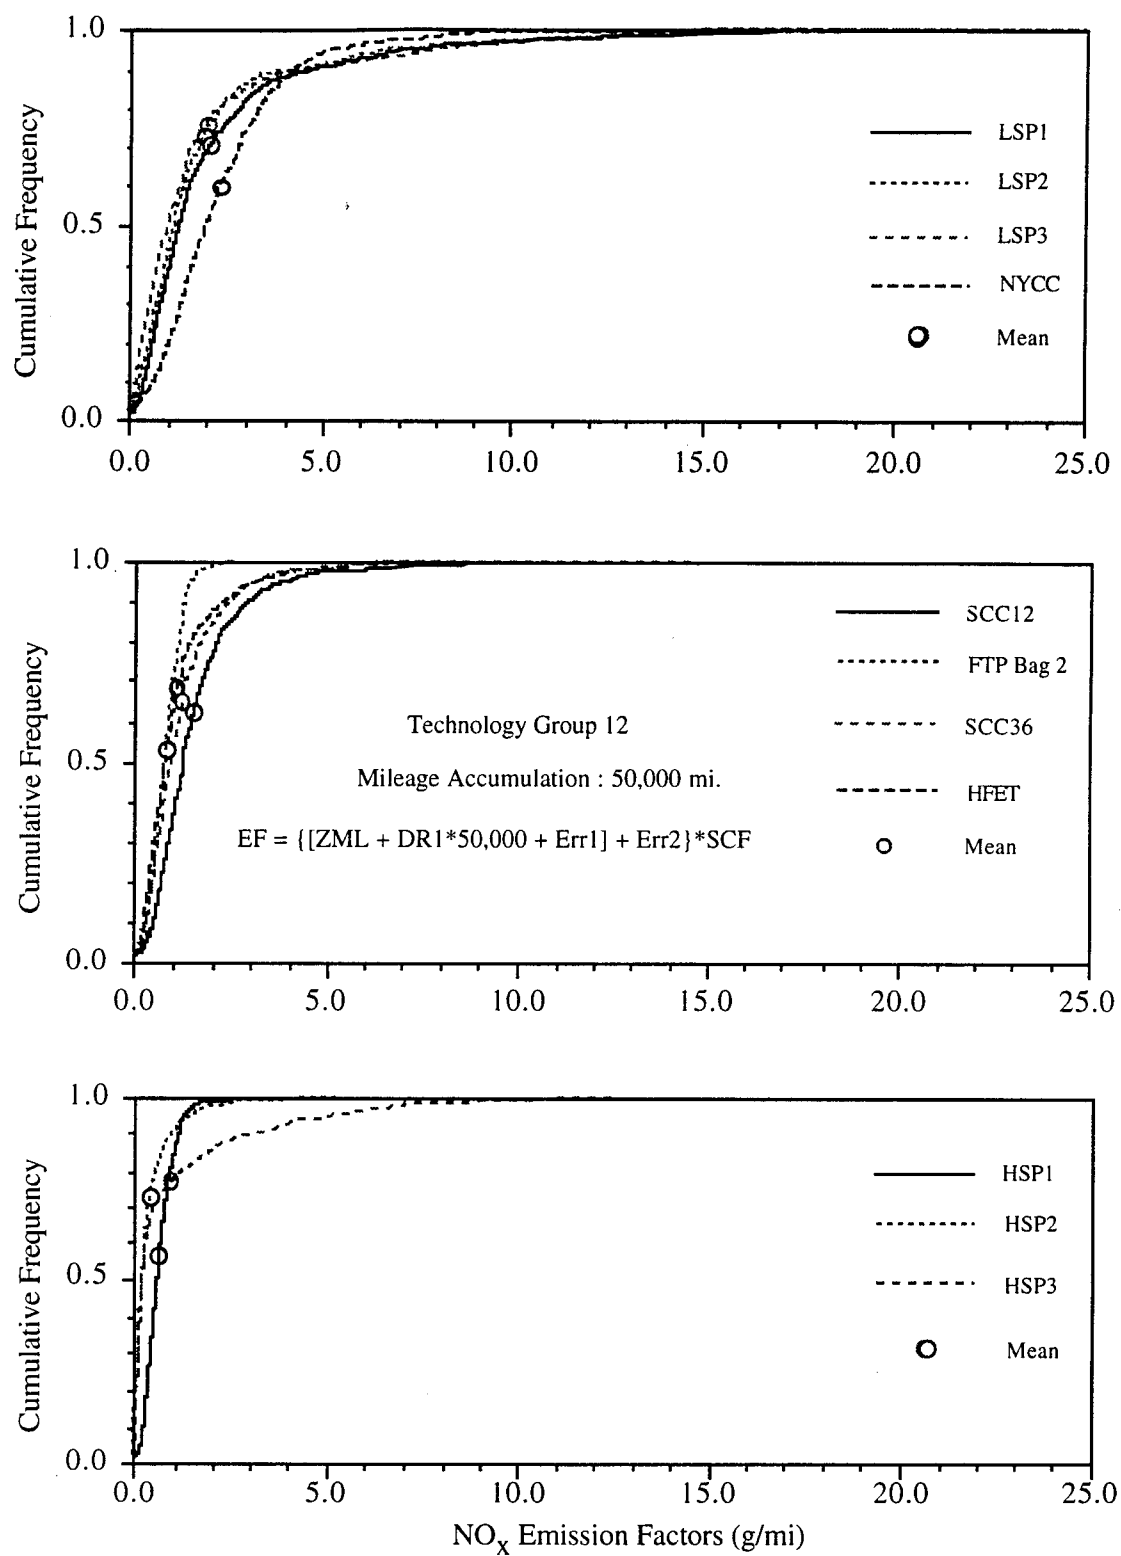 1.0
0.5
0.0
Cumulative Frequency
LSP1
LSP2
LSP3
NYCC
Mean
0.0 5.0 10.0 15.0 20.0 25.0
1.0
0.5
0.0
Cumulative Frequency
SCC12
FTP Bag 2
SCC36
HFET
Mean
Technology Group 12
Mileage Accumulation : 50,000 mi.
EF = {[ZML + DR1*50,000 + Err1] + Err2}*SCF
0.0 5.0 10.0 15.0 20.0 25.0
1.0
0.5
0.0
Cumulative Frequency
HSP1
HSP2
HSP3
Mean
0.0 5.0 10.0 15.0 20.0 25.0
NOX Emission Factors (g/mi)